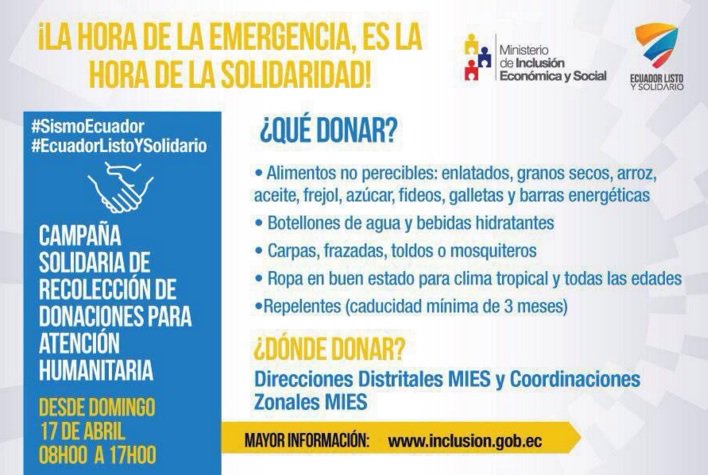 ¡LA HORA DE LA EMERGENCIA, ES LA
HORA DE LA SOLIDARIDAD!
Ministerio
de Inclusión
Económica y Social
ECUADOR LISTO
Y SOLIDARIO
#SismoEcuador
#EcuadorListoYSolidario
CAMPAÑA
SOLIDARIA DE
RECOLECCIÓN DE
DONACIONES PARA
ATENCIÓN
HUMANITARIA
DESDE DOMINGO
17 DE ABRIL
08H00 A 17H00
¿QUÉ DONAR?
• Alimentos no perecibles: enlatados, granos secos, arroz,
aceite, frejol, azúcar, fideos, galletas y barras energéticas
• Botellones de agua y bebidas hidratantes
• Carpas, frazadas, toldos o mosquiteros
• Ropa en buen estado para clima tropical y todas las edades
•Repelentes (caducidad mínima de 3 meses)
¿DÓNDE DONAR?
Direcciones Distritales MIES y Coordinaciones
Zonales MIES
MAYOR INFORMACIÓN: www.inclusion.gob.ec